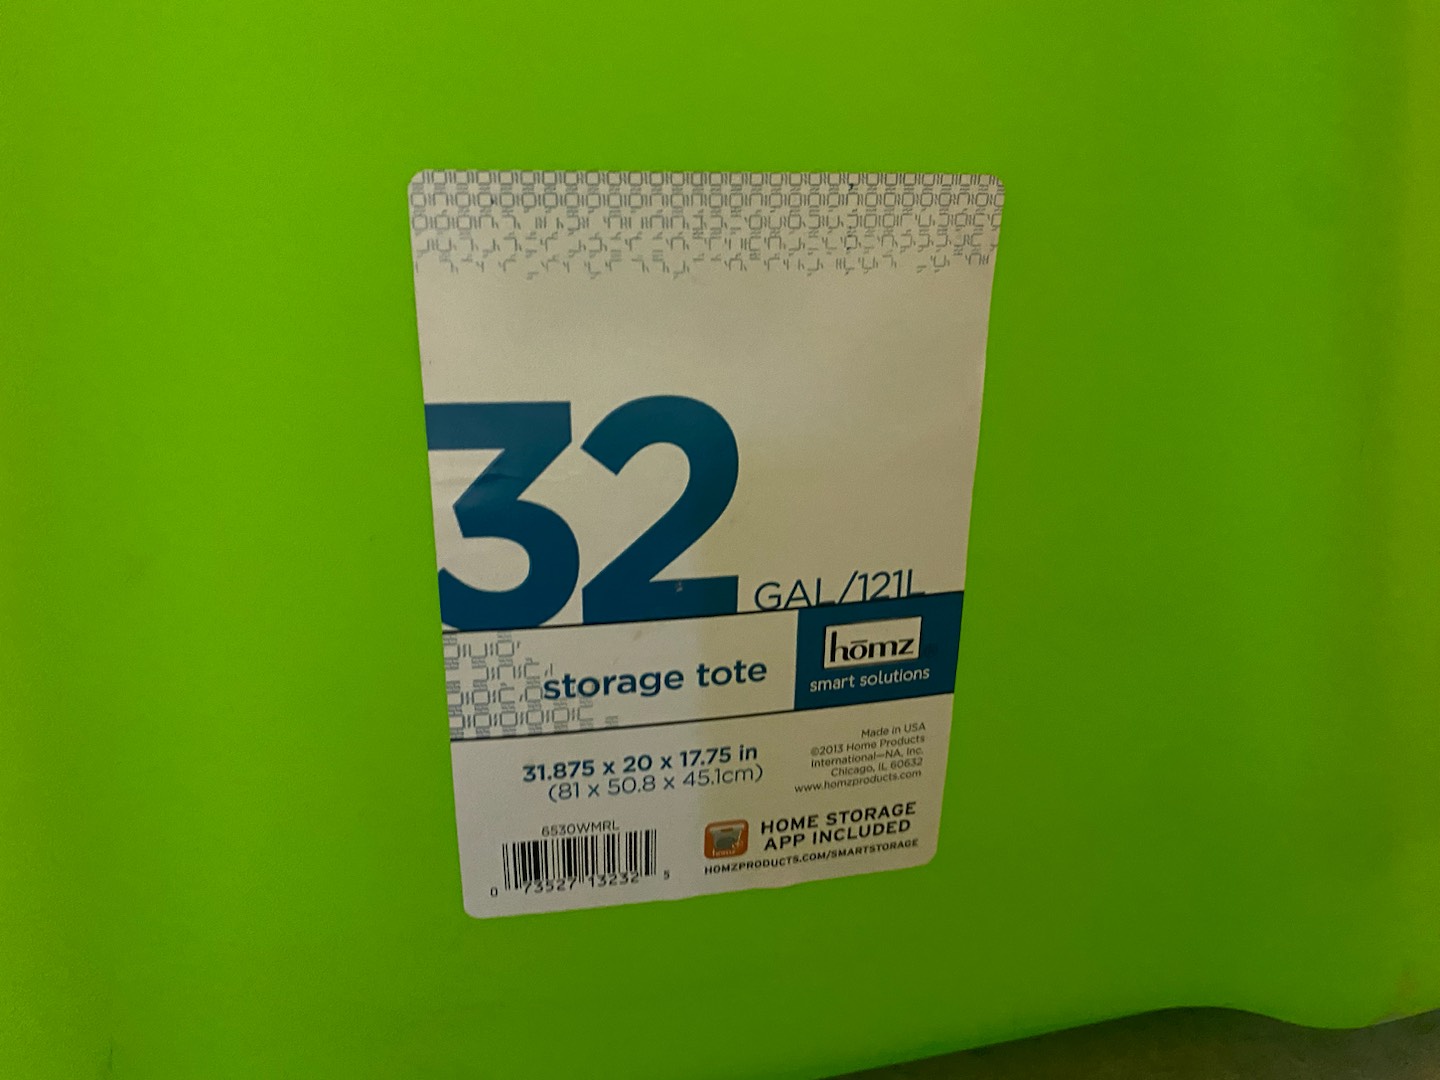 32 GAL/121L
storage tote
hōmz
smart solutions
31.875 x 20 x 17.75 in
(81 x 50.8 x 45.1cm)
Made in USA
©2013 Home Products
International–NA, Inc.
Chicago, IL 60632
www.homzproducts.com
6530WMRL
0 73527 13232 5
homz
HOME STORAGE
APP INCLUDED
HOMZPRODUCTS.COM/SMARTSTORAGE